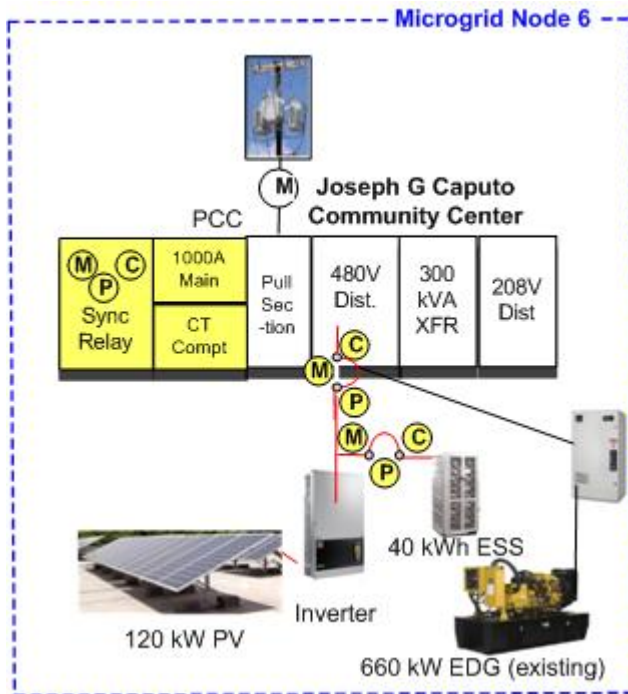 Microgrid Node 6
M
Joseph G Caputo
Community Center
PCC
M
P
C
Sync
Relay
1000A
Main
CT
Compt
Pull
Sec
-tion
480V
Dist.
300
kVA
XFR
208V
Dist
C
M
P
M
C
P
40 kWh ESS
Inverter
120 kW PV
660 kW EDG (existing)